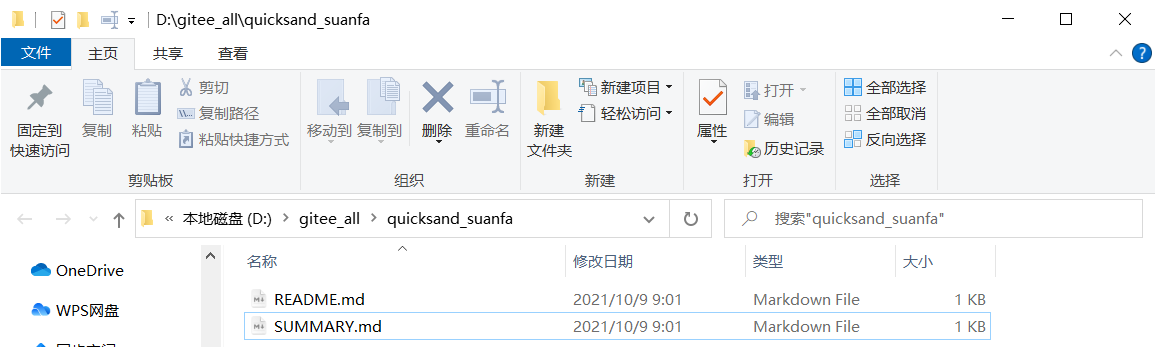 D:\gitee_all\quicksand_suanfa
文件 主页 共享 查看
固定到
快速访问
复制
粘贴
剪切
复制路径
粘贴快捷方式
移动到
复制到
删除
重命名
新建
文件夹
新建项目
轻松访问
属性
打开
编辑
历史记录
全部选择
全部取消
反向选择
剪贴板 组织 新建 打开 选择
« 本地磁盘 (D:) › gitee_all › quicksand_suanfa
搜索"quicksand_suanfa"
名称 修改日期 类型 大小
OneDrive
WPS网盘
README.md 2021/10/9 9:01 Markdown File 1 KB
SUMMARY.md 2021/10/9 9:01 Markdown File 1 KB